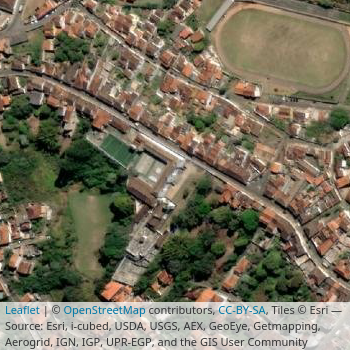 Leaflet | © OpenStreetMap contributors, CC-BY-SA, Tiles © Esri —
Source: Esri, i-cubed, USDA, USGS, AEX, GeoEye, Getmapping,
Aerogrid, IGN, IGP, UPR-EGP, and the GIS User Community